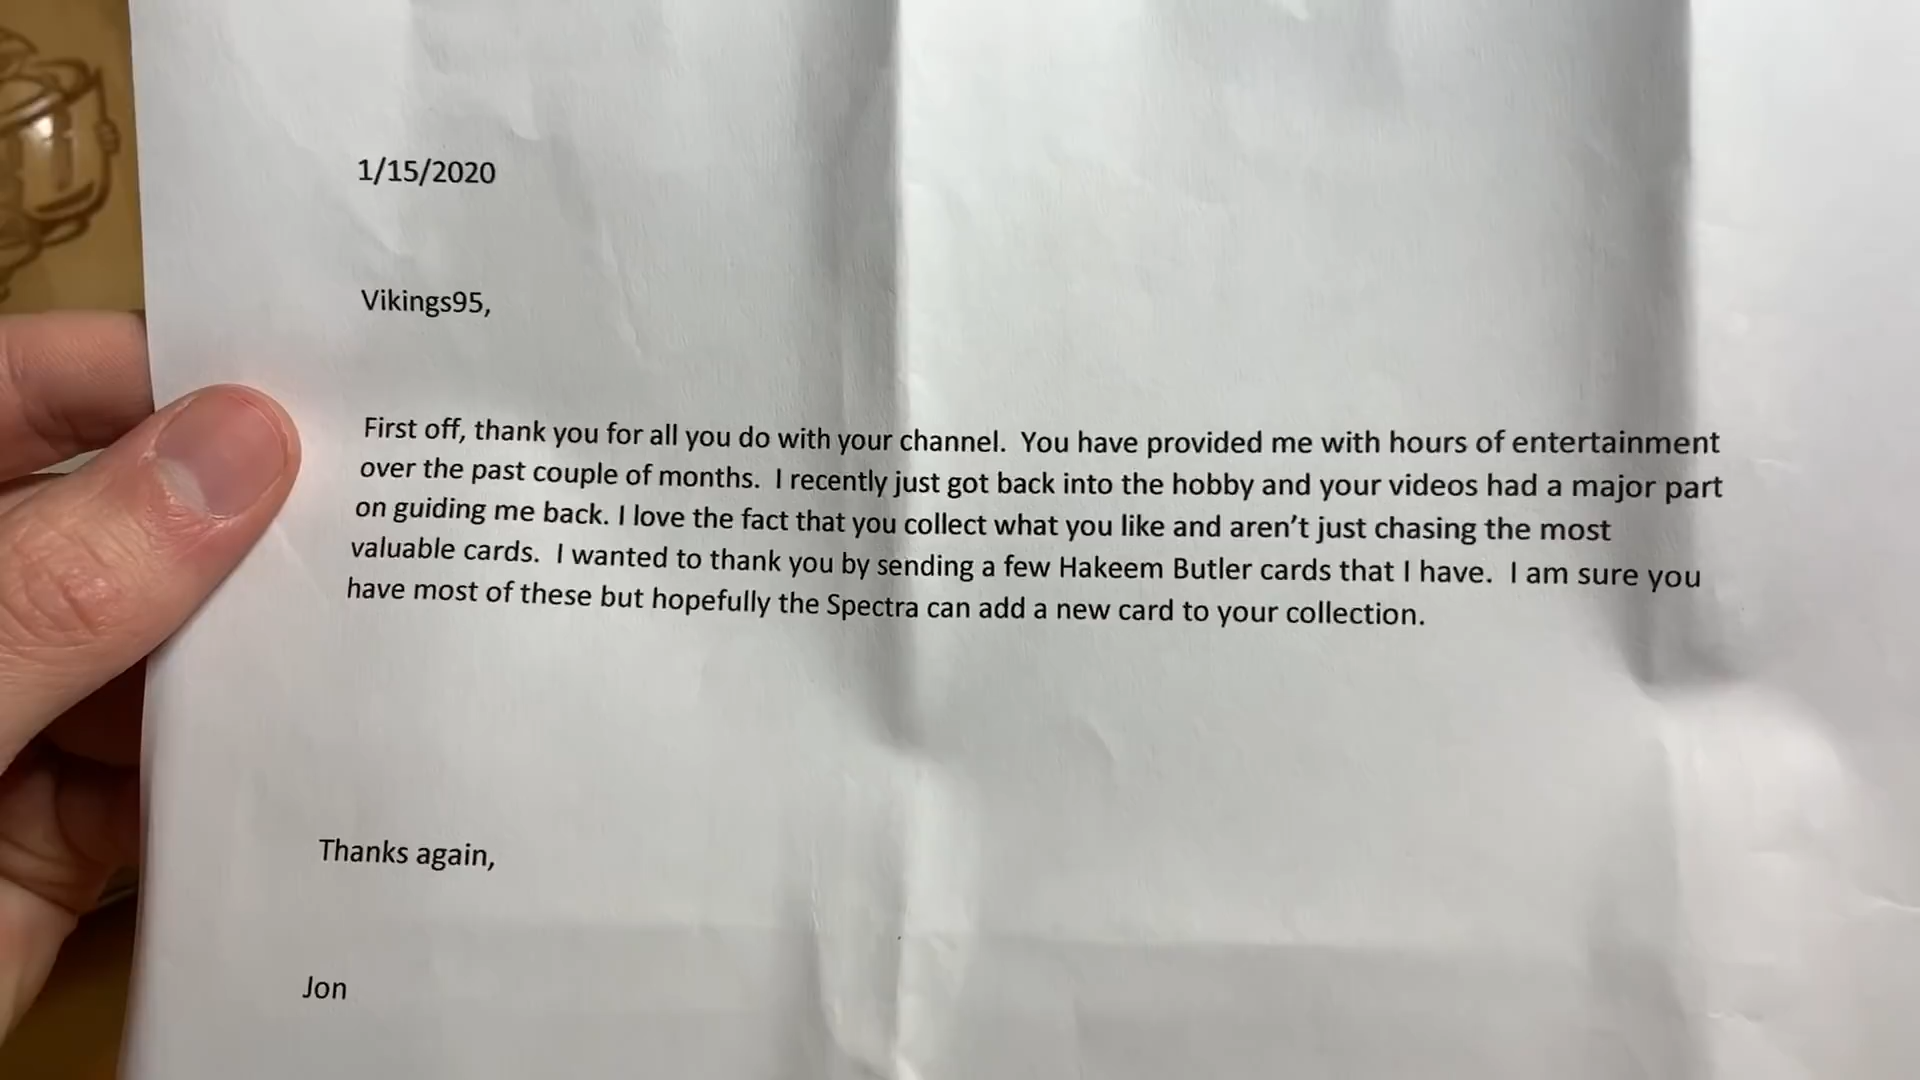 1/15/2020
Vikings95,
First off, thank you for all you do with your channel.  You have provided me with hours of entertainment
over the past couple of months.  I recently just got back into the hobby and your videos had a major part
on guiding me back. I love the fact that you collect what you like and aren’t just chasing the most
valuable cards.  I wanted to thank you by sending a few Hakeem Butler cards that I have.  I am sure you
have most of these but hopefully the Spectra can add a new card to your collection.
Thanks again,
Jon